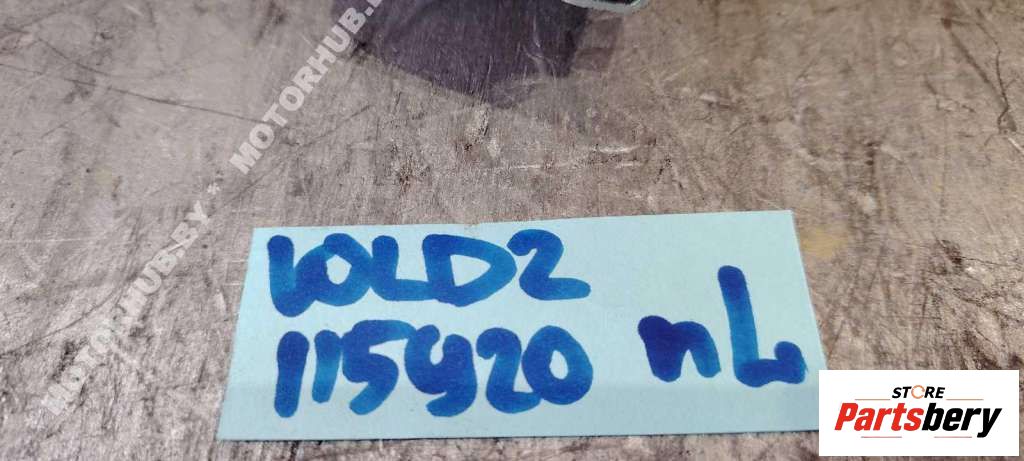 MOTORHUB.BY * MOTORHUB.
10LD2
115920
nL
STORE
Partsbery